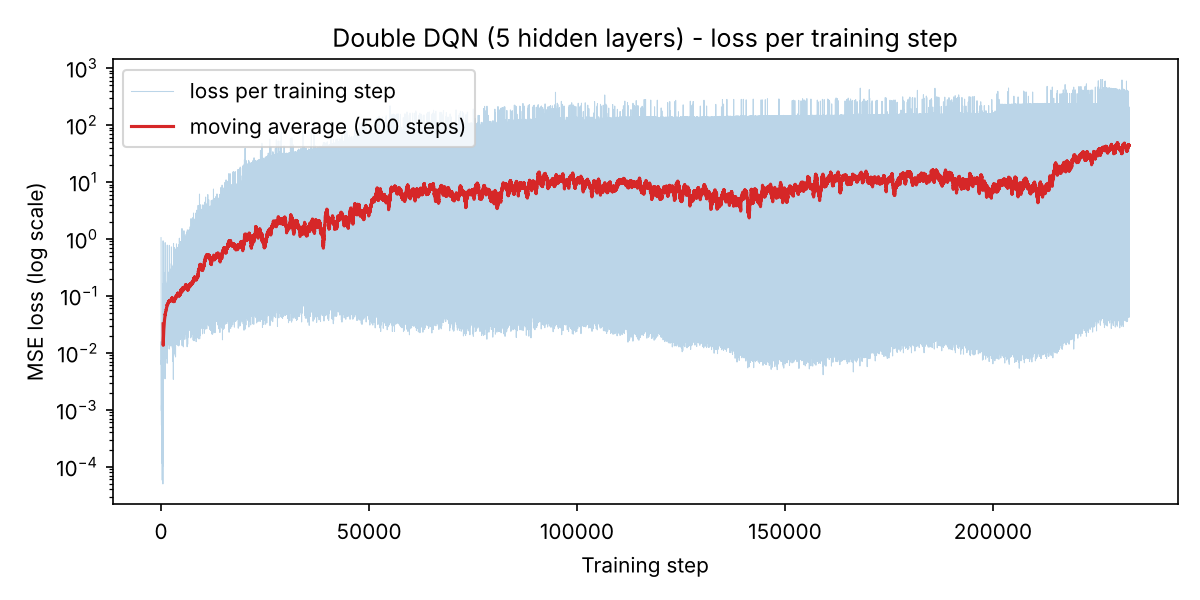 Double DQN (5 hidden layers) - loss per training step
loss per training step
moving average (500 steps)
MSE loss (log scale)
10³
10²
10¹
10⁰
10⁻¹
10⁻²
10⁻³
10⁻⁴
0 50000 100000 150000 200000
Training step